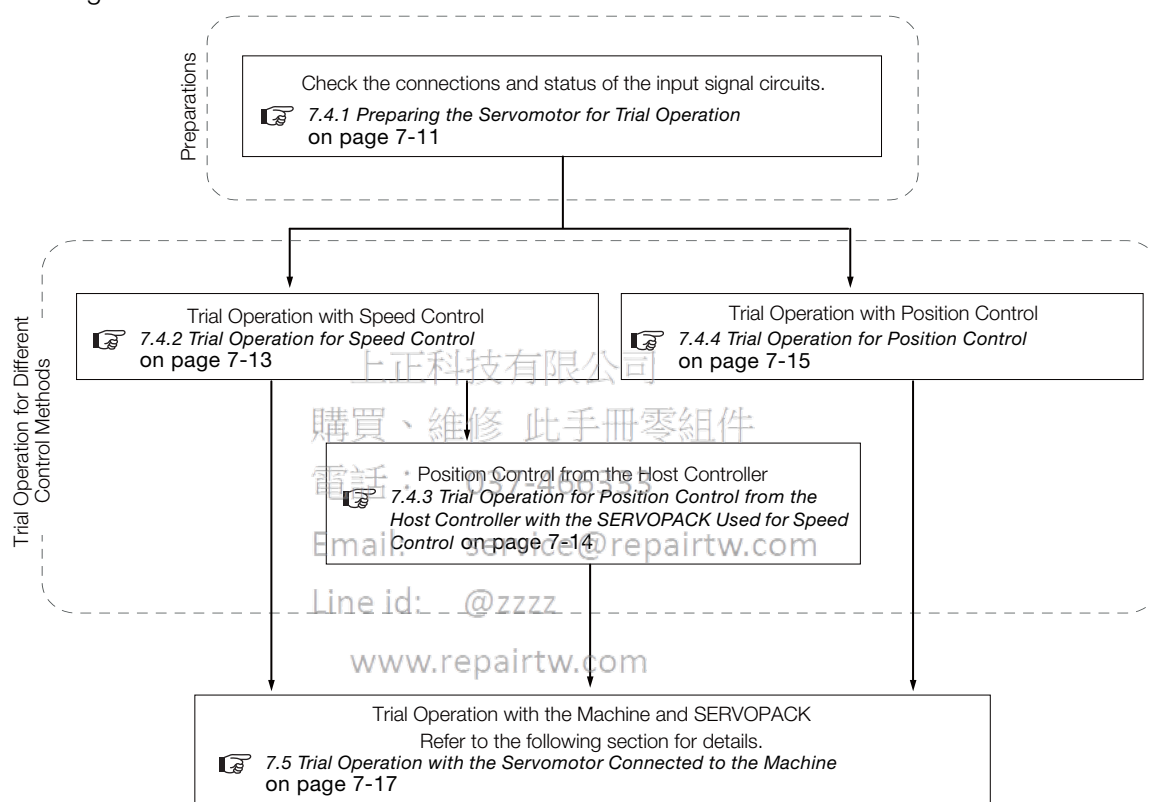 Preparations
Check the connections and status of the input signal circuits.
7.4.1 Preparing the Servomotor for Trial Operation
on page 7-11
Trial Operation for Different
Control Methods
Trial Operation with Speed Control
7.4.2 Trial Operation for Speed Control
on page 7-13
Trial Operation with Position Control
7.4.4 Trial Operation for Position Control
on page 7-15
上正科技有限公司
購買、維修 此手冊零組件
電話： 037-466333
Position Control from the Host Controller
7.4.3 Trial Operation for Position Control from the
Host Controller with the SERVOPACK Used for Speed
Control on page 7-14
Email: service@repairtw.com
Line id: @zzzz
www.repairtw.com
Trial Operation with the Machine and SERVOPACK
Refer to the following section for details.
7.5 Trial Operation with the Servomotor Connected to the Machine
on page 7-17